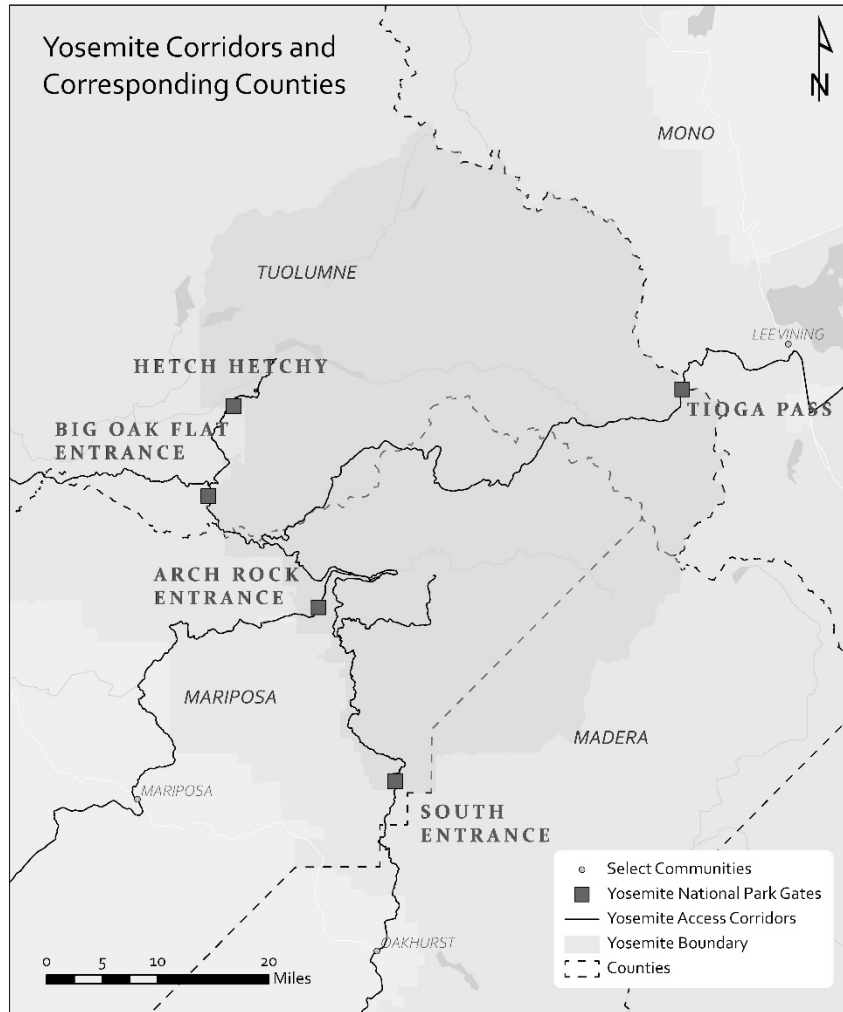 Yosemite Corridors and
Corresponding Counties
N
MONO
TUOLUMNE
LEEVINING
HETCH HETCHY
TIOGA PASS
BIG OAK FLAT
ENTRANCE
ARCH ROCK
ENTRANCE
MARIPOSA
MADERA
MARIPOSA
SOUTH
ENTRANCE
OAKHURST
Select Communities
Yosemite National Park Gates
Yosemite Access Corridors
Yosemite Boundary
Counties
0 5 10 20
Miles